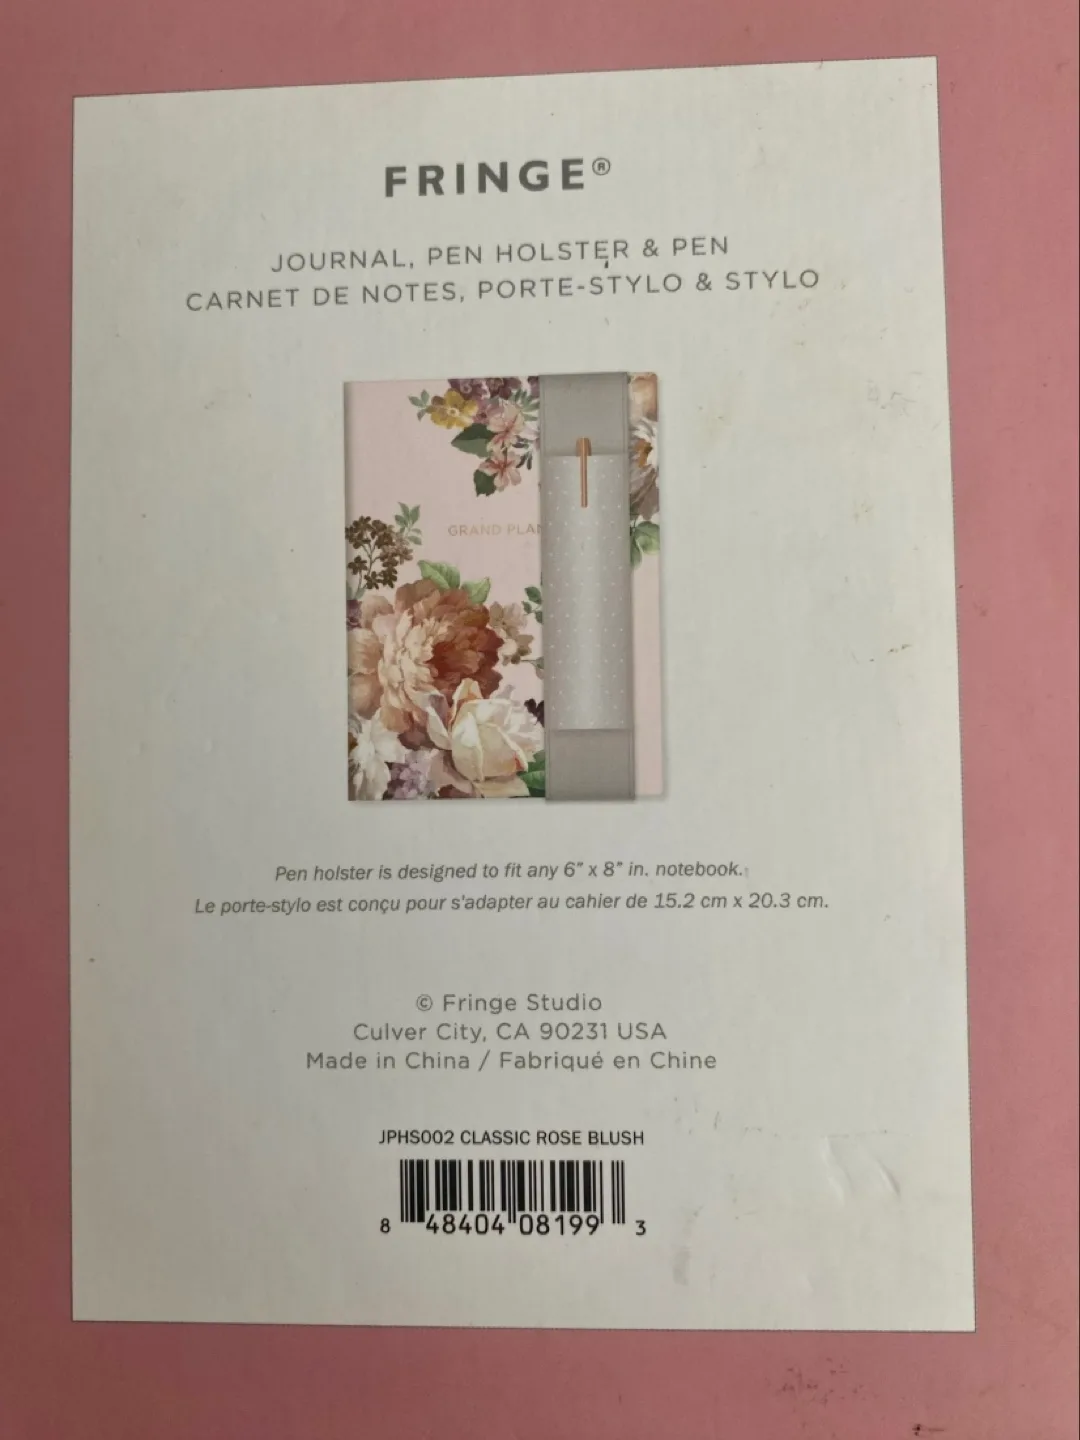 FRINGE®
JOURNAL, PEN HOLSTER & PEN
CARNET DE NOTES, PORTE-STYLO & STYLO
GRAND PLAN
Pen holster is designed to fit any 6” x 8” in. notebook.
Le porte-stylo est conçu pour s'adapter au cahier de 15.2 cm x 20.3 cm.
© Fringe Studio
Culver City, CA 90231 USA
Made in China / Fabriqué en Chine
JPHS002 CLASSIC ROSE BLUSH
8 48404 08199 3